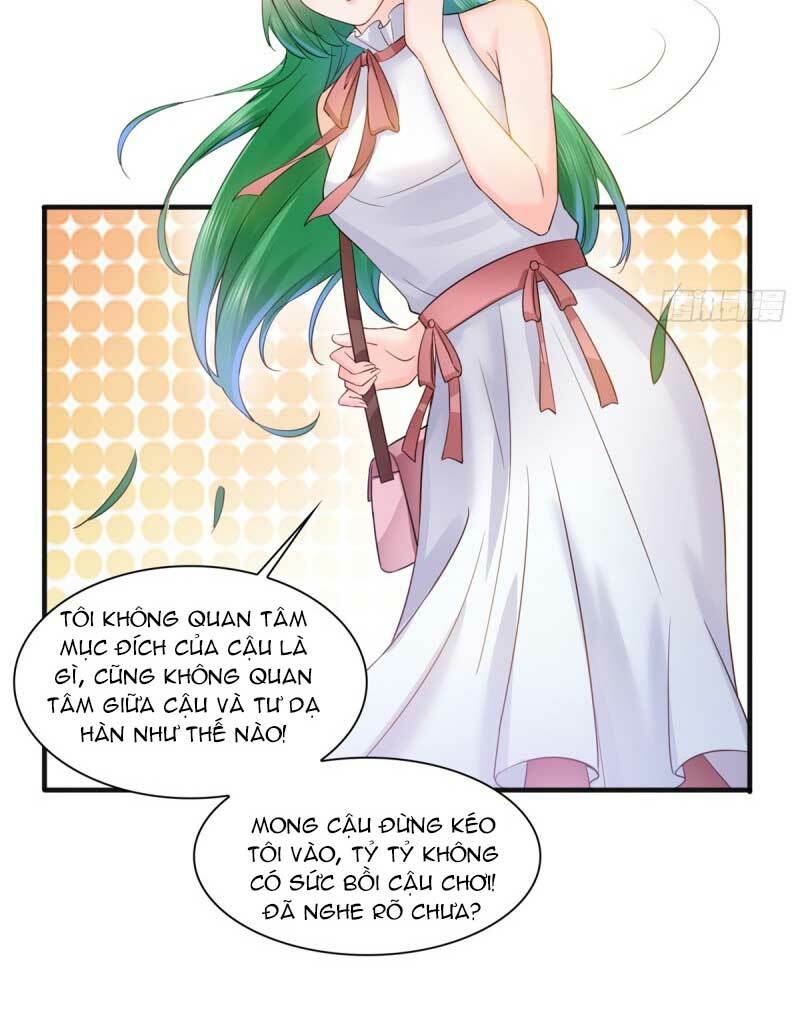 TÔI KHÔNG QUAN TÂM
MỤC ĐÍCH CỦA CẬU LÀ
GÌ, CŨNG KHÔNG QUAN
TÂM GIỮA CẬU VÀ TƯ DẠ
HÀN NHƯ THẾ NÀO!
MONG CẬU ĐỪNG KÉO
TÔI VÀO, TỶ TỶ KHÔNG
CÓ SỨC BỒI CẬU CHƠI!
ĐÃ NGHE RÕ CHƯA?